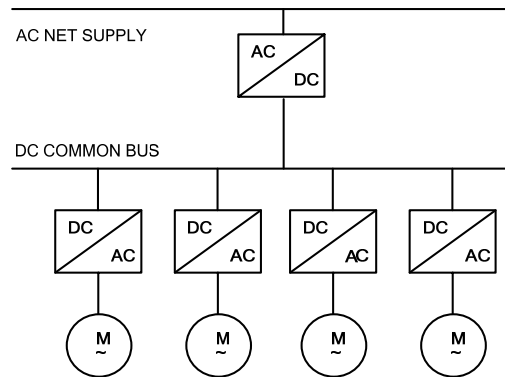 AC NET SUPPLY
AC
DC
DC COMMON BUS
DC DC DC DC
AC AC AC AC
M M M M
~ ~ ~ ~